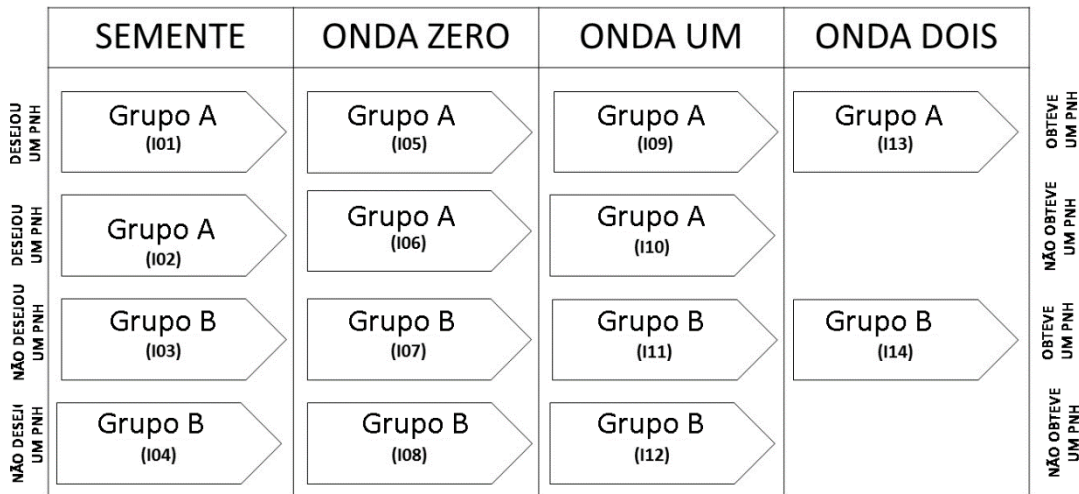 SEMENTE ONDA ZERO ONDA UM ONDA DOIS
DESEJOU
UM PNH
Grupo A
(I01)
Grupo A
(I05)
Grupo A
(I09)
Grupo A
(I13)
OBTEVE
UM PNH
DESEJOU
UM PNH
Grupo A
(I02)
Grupo A
(I06)
Grupo A
(I10)
NÃO OBTEVE
UM PNH
NÃO DESEJOU
UM PNH
Grupo B
(I03)
Grupo B
(I07)
Grupo B
(I11)
Grupo B
(I14)
OBTEVE
UM PNH
NÃO DESEJ
UM PNH
Grupo B
(I04)
Grupo B
(I08)
Grupo B
(I12)
NÃO OBTEVE
UM PNH